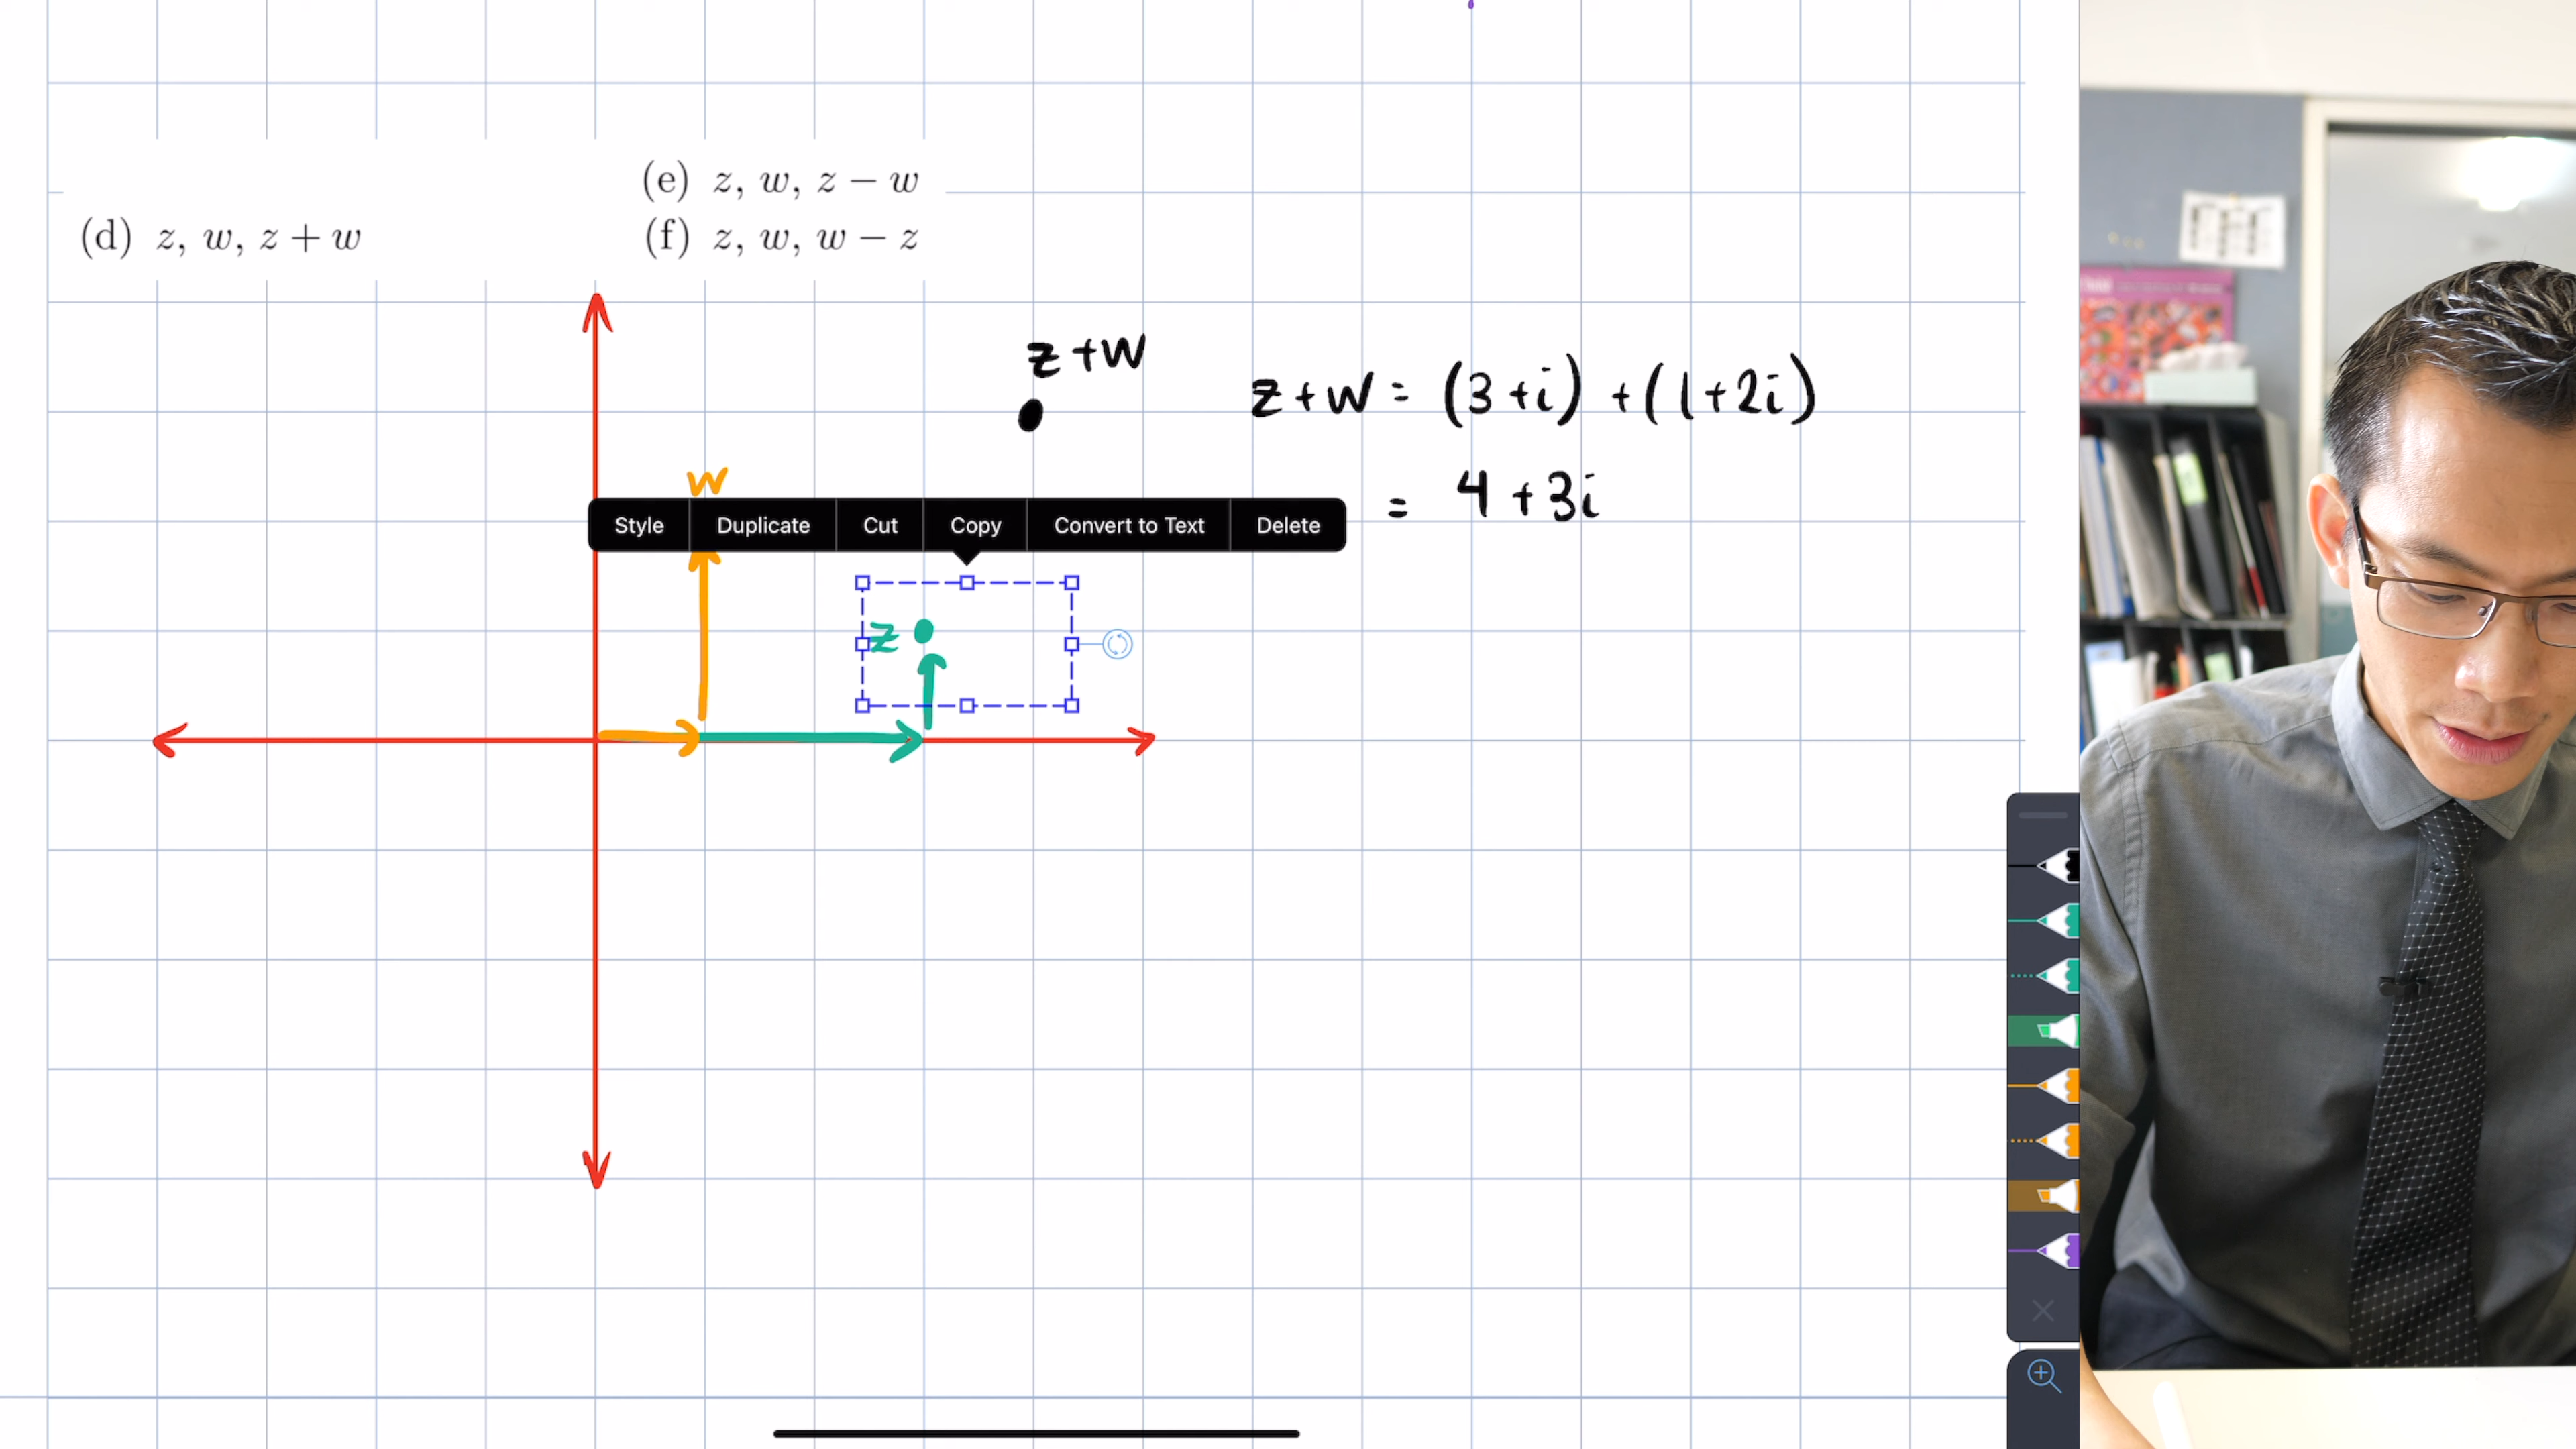 (e) z, w, z − w
(d) z, w, z + w
(f) z, w, w − z
z+w
z+w = (3+i) + (1+2i)
= 4+3i
w
Style Duplicate Cut Copy Convert to Text Delete
z